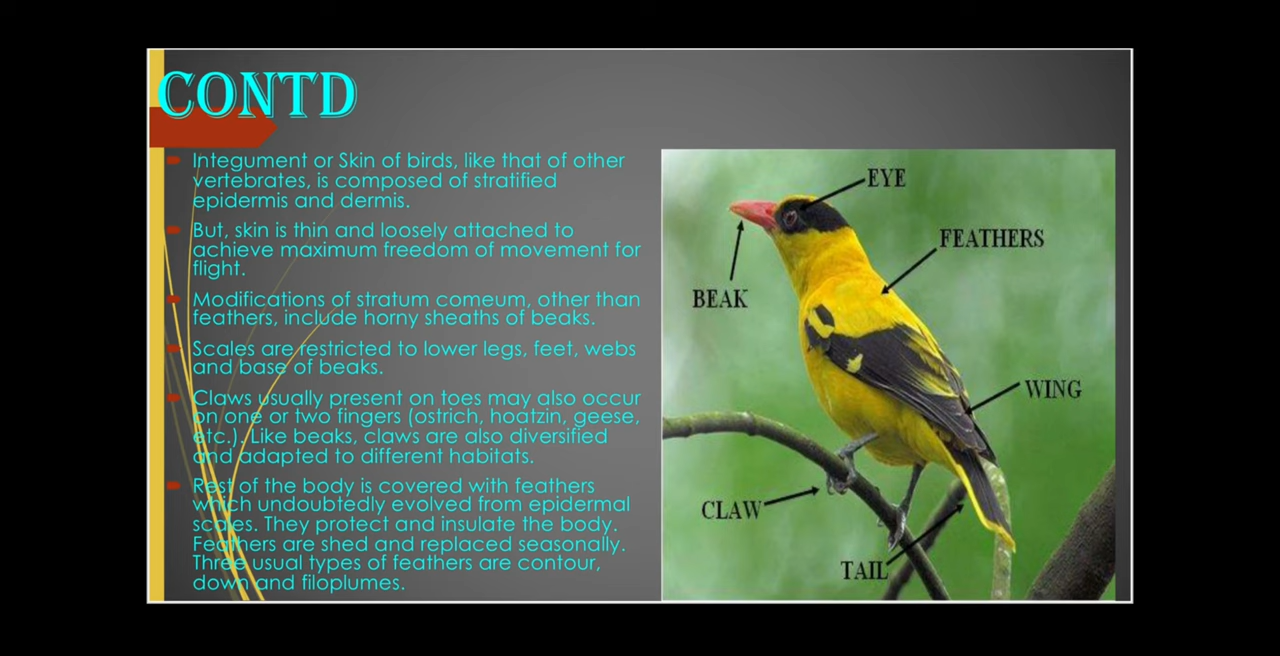 CONTD
Integument or Skin of birds, like that of other
vertebrates, is composed of stratified
epidermis and dermis.
But, skin is thin and loosely attached to
achieve maximum freedom of movement for
flight.
Modifications of stratum comeum, other than
feathers, include horny sheaths of beaks.
Scales are restricted to lower legs, feet, webs
and base of beaks.
Claws usually present on toes may also occur
on one or two fingers (ostrich, hoatzin, geese,
etc.). Like beaks, claws are also diversified
and adapted to different habitats.
Rest of the body is covered with feathers
which undoubtedly evolved from epidermal
scales. They protect and insulate the body.
Feathers are shed and replaced seasonally.
Three usual types of feathers are contour,
down and filoplumes.
EYE
FEATHERS
BEAK
WING
CLAW
TAIL